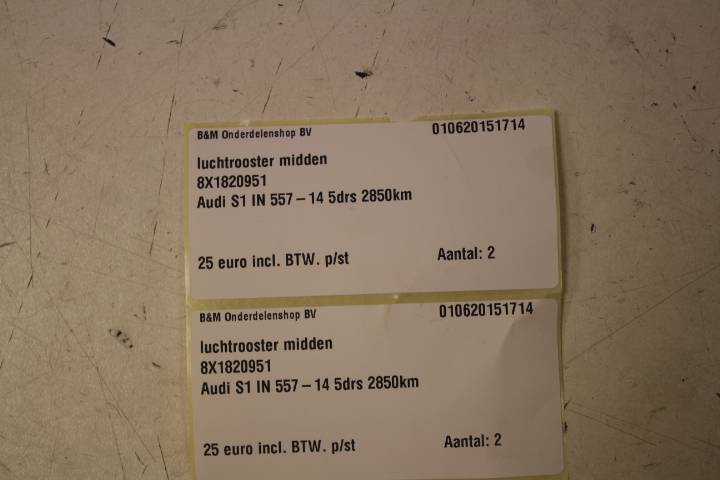 B&M Onderdelenshop BV 010620151714
luchtrooster midden
8X1820951
Audi S1 IN 557 – 14 5drs 2850km
25 euro incl. BTW. p/st Aantal: 2
B&M Onderdelenshop BV 010620151714
luchtrooster midden
8X1820951
Audi S1 IN 557 – 14 5drs 2850km
25 euro incl. BTW. p/st Aantal: 2